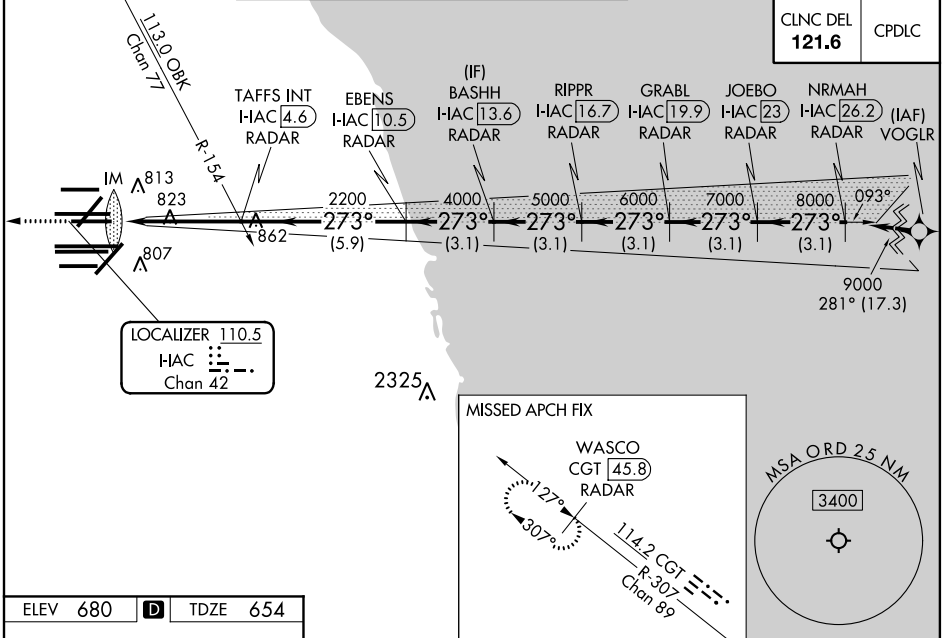 CLNC DEL
121.6
CPDLC
113.0 OBK
Chan 77
R-154
TAFFS INT
I-IAC 4.6
RADAR
EBENS
I-IAC 10.5
RADAR
(IF)
BASHH
I-IAC 13.6
RADAR
RIPPR
I-IAC 16.7
RADAR
GRABL
I-IAC 19.9
RADAR
JOEBO
I-IAC 23
RADAR
NRMAH
I-IAC 26.2
RADAR
(IAF)
VOGLR
IM
813
823
862
807
2200
273°
(5.9)
4000
273°
(3.1)
5000
273°
(3.1)
6000
273°
(3.1)
7000
273°
(3.1)
8000
273°
(3.1)
093°
9000
281° (17.3)
LOCALIZER 110.5
I-IAC
Chan 42
2325
MISSED APCH FIX
WASCO
CGT 45.8
RADAR
127°
307°
114.2 CGT
R-307
Chan 89
MSA ORD 25 NM
3400
ELEV 680 D TDZE 654